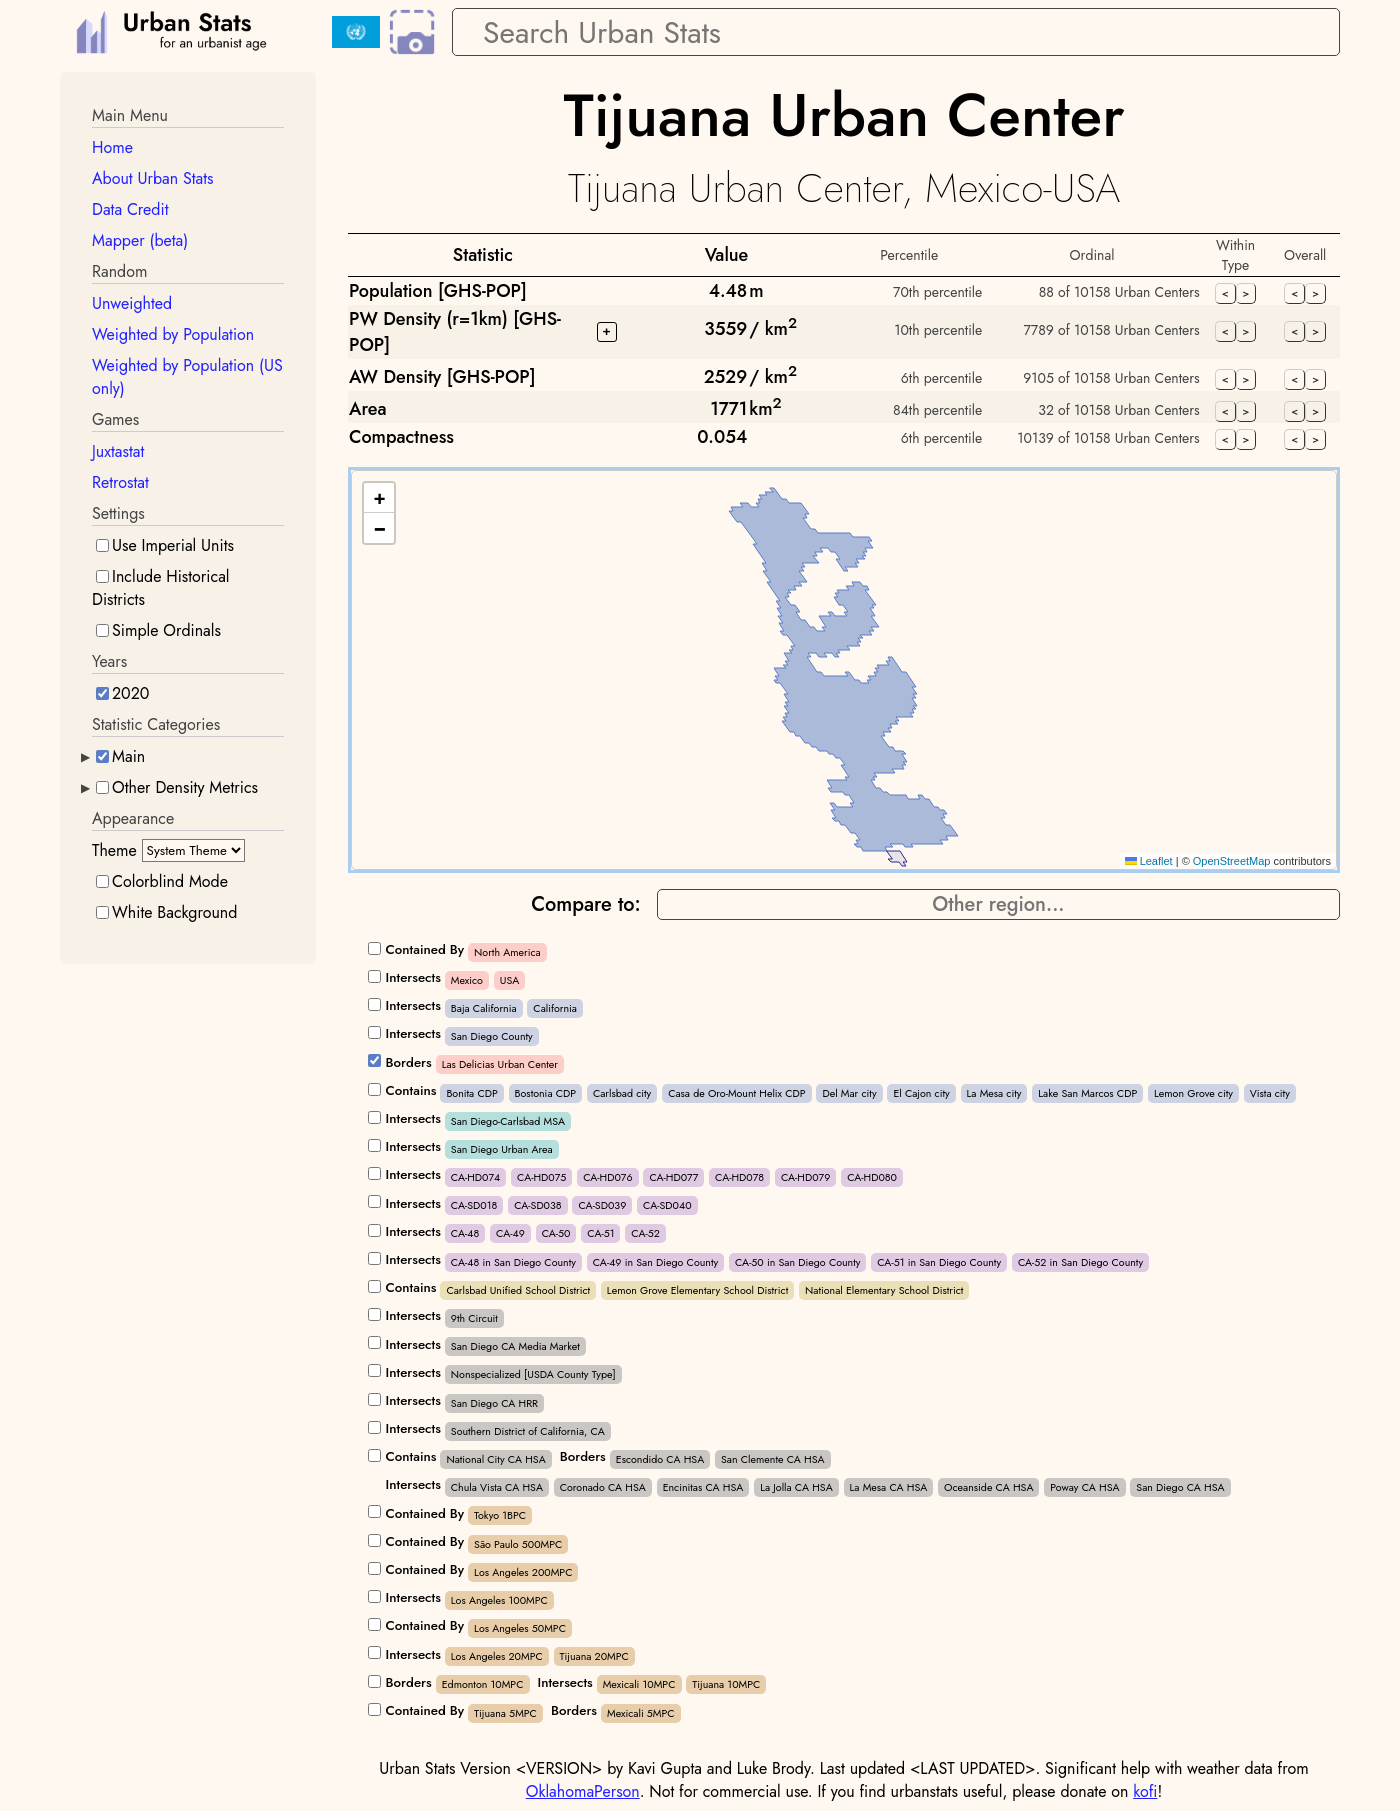 Urban Stats
for an urbanist age
Search Urban Stats
Main Menu
Home
About Urban Stats
Data Credit
Mapper (beta)
Random
Unweighted
Weighted by Population
Weighted by Population (US
only)
Games
Juxtastat
Retrostat
Settings
Use Imperial Units
Include Historical
Districts
Simple Ordinals
Years
2020
Statistic Categories
▶ Main
▶ Other Density Metrics
Appearance
Theme System Theme
Colorblind Mode
White Background
Tijuana Urban Center
Tijuana Urban Center, Mexico-USA
Statistic Value Percentile Ordinal Within Type Overall
Population [GHS-POP] 4.48 m 70th percentile 88 of 10158 Urban Centers < > < >
PW Density (r=1km) [GHS-
POP] + 3559 / km² 10th percentile 7789 of 10158 Urban Centers < > < >
AW Density [GHS-POP] 2529 / km² 6th percentile 9105 of 10158 Urban Centers < > < >
Area 1771 km² 84th percentile 32 of 10158 Urban Centers < > < >
Compactness 0.054 6th percentile 10139 of 10158 Urban Centers < > < >
+
−
Leaflet | © OpenStreetMap contributors
Compare to: Other region...
Contained By North America
Intersects Mexico USA
Intersects Baja California California
Intersects San Diego County
Borders Las Delicias Urban Center
Contains Bonita CDP Bostonia CDP Carlsbad city Casa de Oro-Mount Helix CDP Del Mar city El Cajon city La Mesa city Lake San Marcos CDP Lemon Grove city Vista city
Intersects San Diego-Carlsbad MSA
Intersects San Diego Urban Area
Intersects CA-HD074 CA-HD075 CA-HD076 CA-HD077 CA-HD078 CA-HD079 CA-HD080
Intersects CA-SD018 CA-SD038 CA-SD039 CA-SD040
Intersects CA-48 CA-49 CA-50 CA-51 CA-52
Intersects CA-48 in San Diego County CA-49 in San Diego County CA-50 in San Diego County CA-51 in San Diego County CA-52 in San Diego County
Contains Carlsbad Unified School District Lemon Grove Elementary School District National Elementary School District
Intersects 9th Circuit
Intersects San Diego CA Media Market
Intersects Nonspecialized [USDA County Type]
Intersects San Diego CA HRR
Intersects Southern District of California, CA
Contains National City CA HSA Borders Escondido CA HSA San Clemente CA HSA
Intersects Chula Vista CA HSA Coronado CA HSA Encinitas CA HSA La Jolla CA HSA La Mesa CA HSA Oceanside CA HSA Poway CA HSA San Diego CA HSA
Contained By Tokyo 1BPC
Contained By São Paulo 500MPC
Contained By Los Angeles 200MPC
Intersects Los Angeles 100MPC
Contained By Los Angeles 50MPC
Intersects Los Angeles 20MPC Tijuana 20MPC
Borders Edmonton 10MPC Intersects Mexicali 10MPC Tijuana 10MPC
Contained By Tijuana 5MPC Borders Mexicali 5MPC
Urban Stats Version <VERSION> by Kavi Gupta and Luke Brody. Last updated <LAST UPDATED>. Significant help with weather data from
OklahomaPerson. Not for commercial use. If you find urbanstats useful, please donate on kofi!